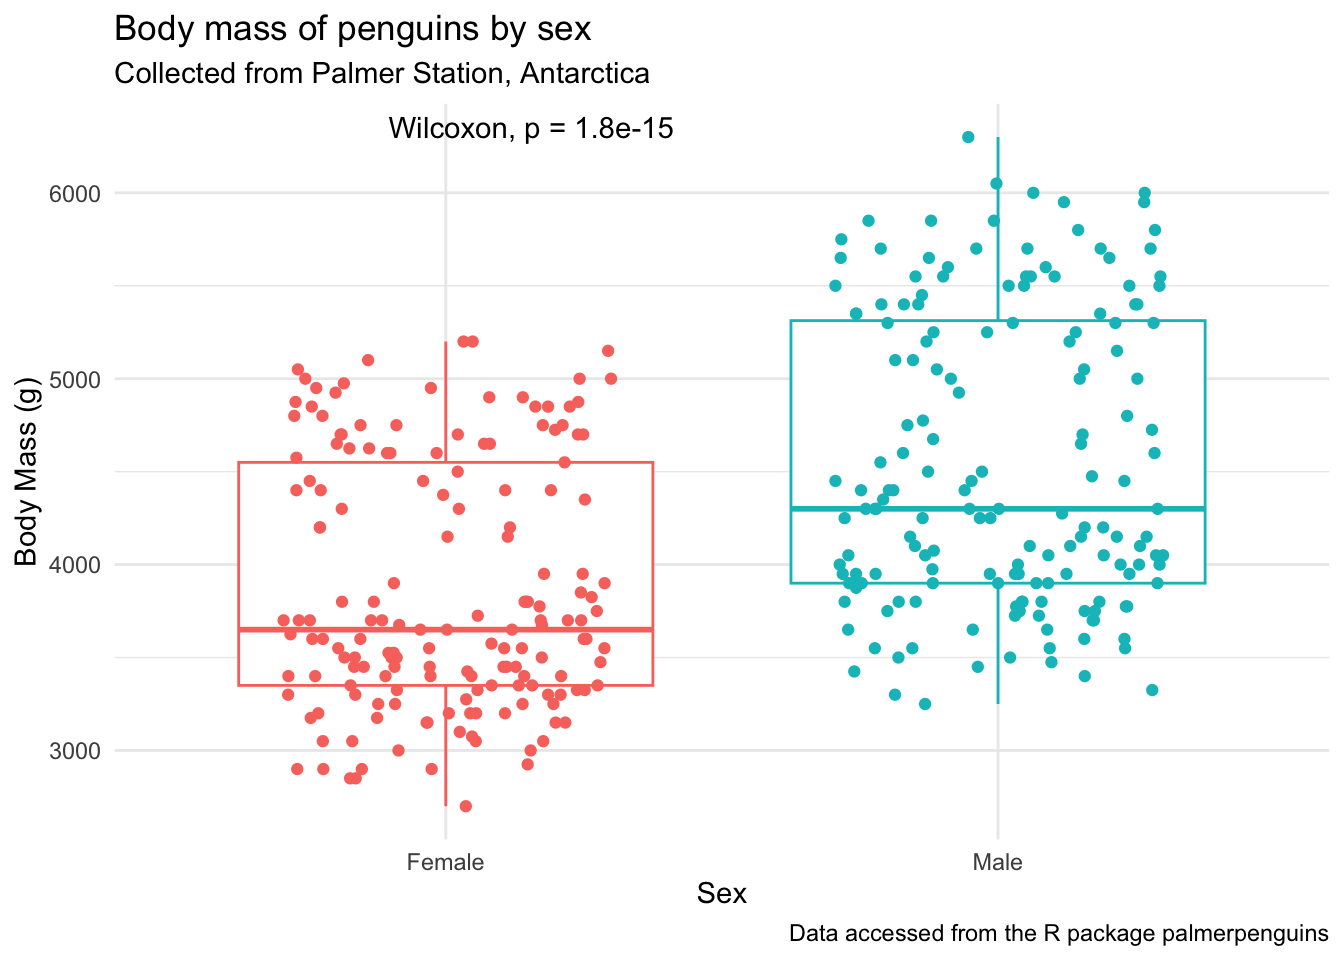 Body mass of penguins by sex
Collected from Palmer Station, Antarctica
Wilcoxon, p = 1.8e-15
6000
5000
4000
3000
Body Mass (g)
Female
Male
Sex
Data accessed from the R package palmerpenguins